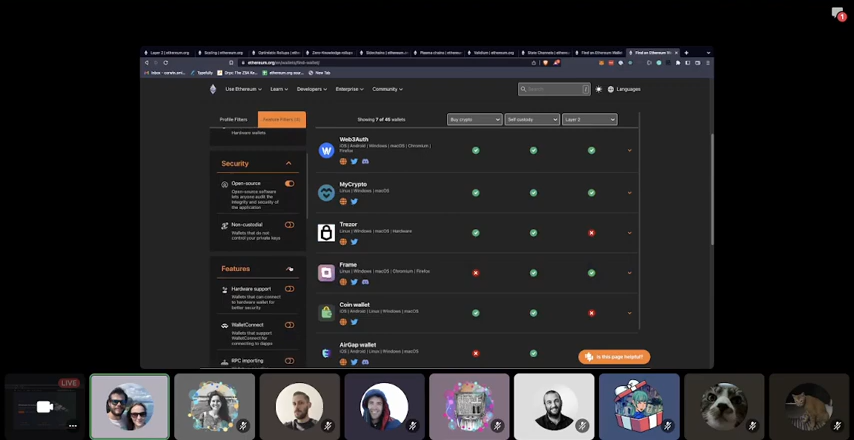 1
Layer 2 | ethereum.org
Scaling | ethereum.org
Optimistic Rollups | ethere
Zero-Knowledge rollups
Sidechains | ethereum.org
Plasma chains | ethereum
Validium | ethereum.org
State Channels | ethereum
Find an Ethereum Wallet
Find an Ethereum W
ethereum.org/en/wallets/find-wallet/
Typefully
New Tab
Use Ethereum
Learn
Developers
Enterprise
Community
Search
Languages
Profile Filters
Feature Filters
Showing 7 of 45 wallets
Buy crypto
Self custody
Layer 2
Hardware wallets
Security
Open-source
Open-source software
lets anyone audit the
integrity and security of
the application
Non-custodial
Wallets that do not
control your private keys
Features
Hardware support
Wallets that can connect
to hardware wallet for
better security
WalletConnect
Wallets that support
WalletConnect for
connecting to dapps
RPC importing
Web3Auth
iOS | Android | Windows | macOS | Chromium |
Firefox
MyCrypto
Linux | Windows | macOS
Trezor
Linux | Windows | macOS | Hardware
Frame
Linux | Windows | macOS | Chromium | Firefox
Coin wallet
iOS | Android | Linux | Windows | macOS
AirGap wallet
iOS | Android | Linux | Windows | macOS
Is this page helpful?
LIVE